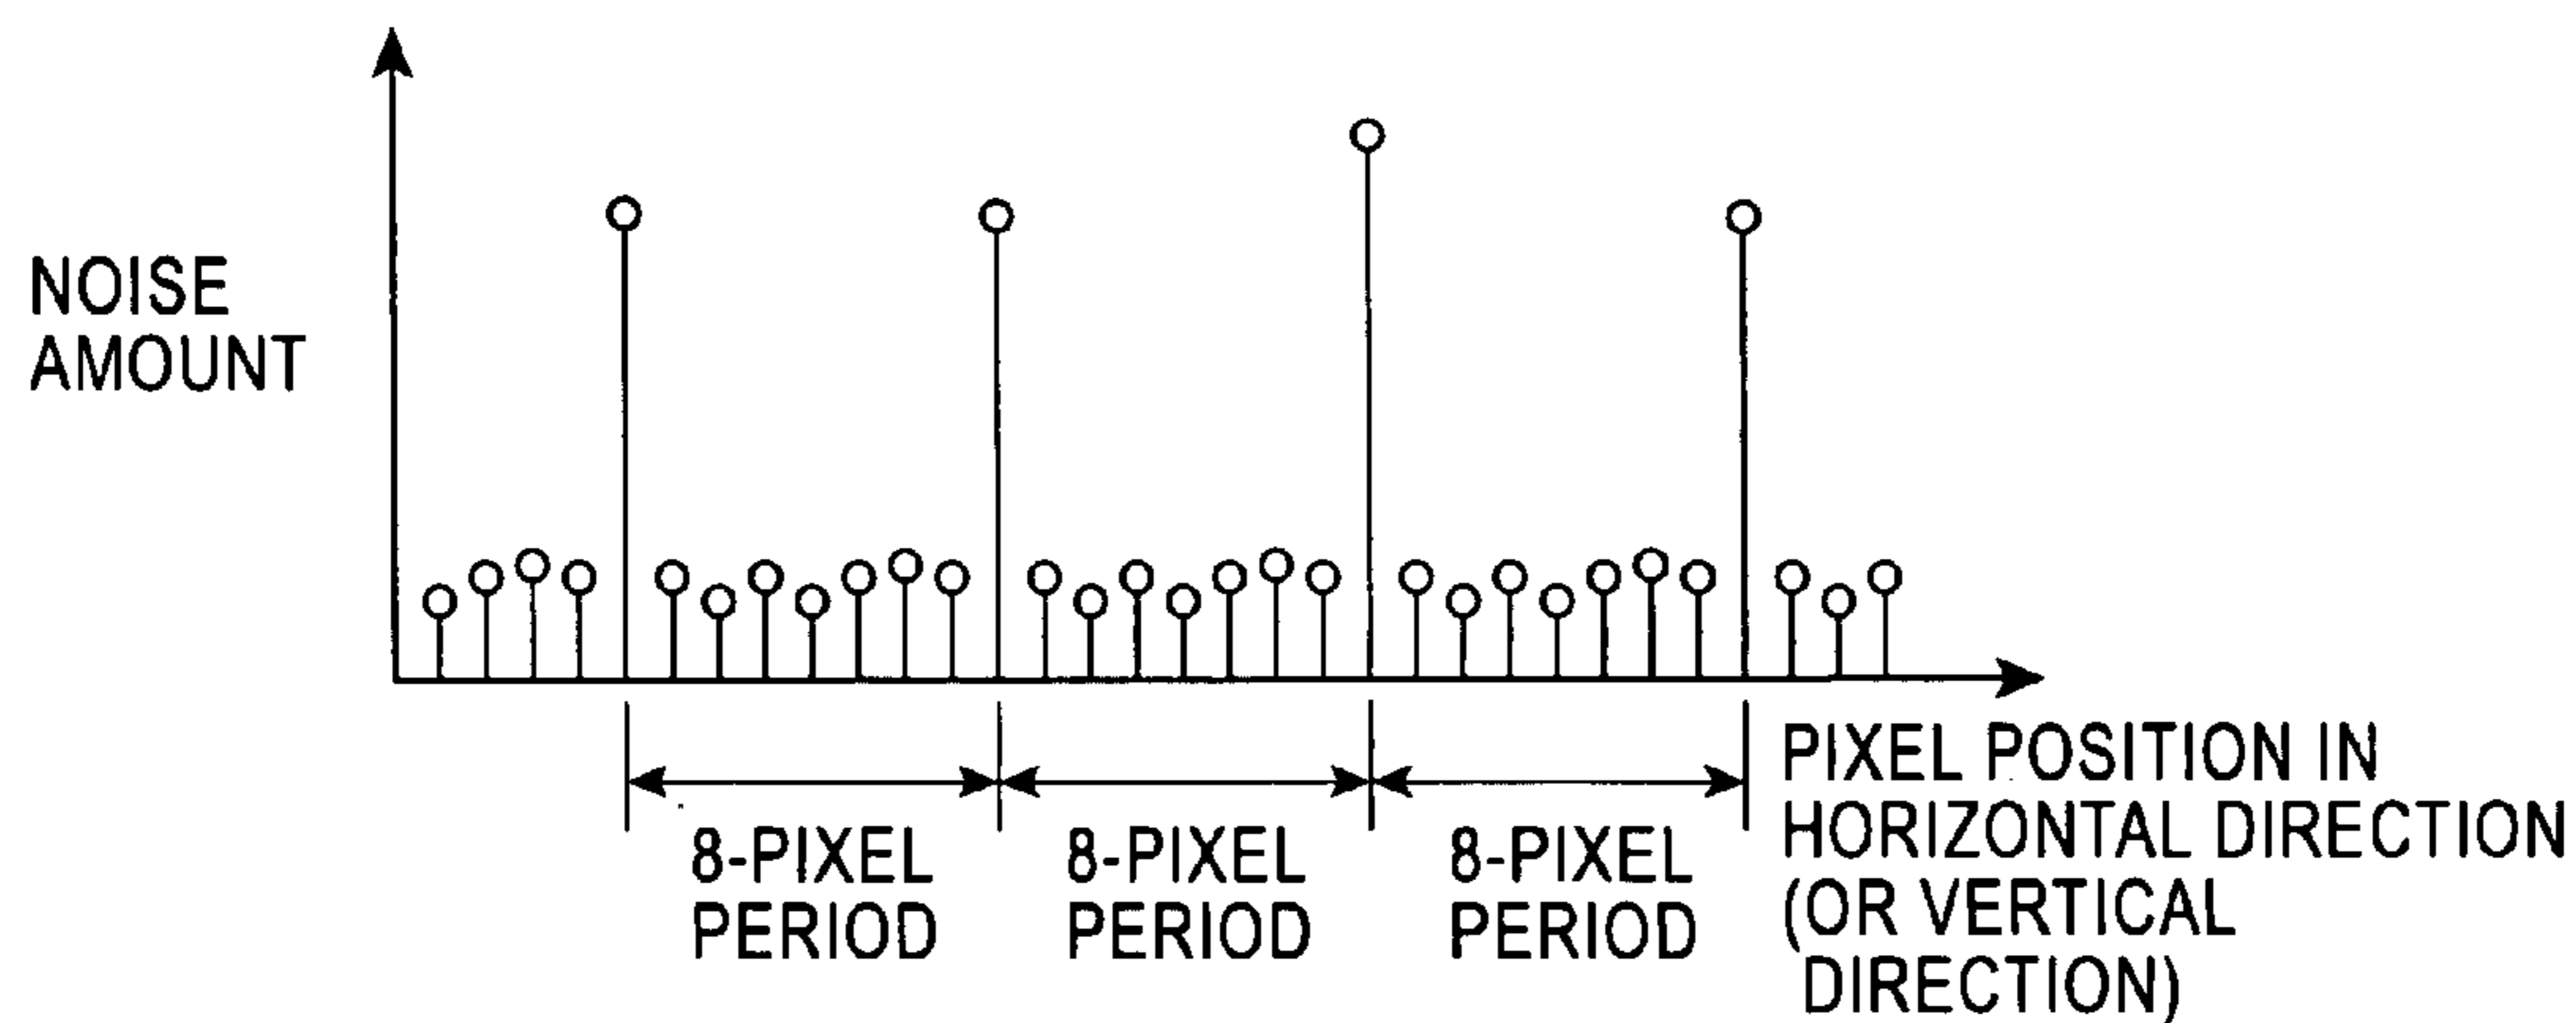 NOISE
AMOUNT
8-PIXEL
PERIOD
8-PIXEL
PERIOD
8-PIXEL
PERIOD
PIXEL POSITION IN
HORIZONTAL DIRECTION
(OR VERTICAL
DIRECTION)